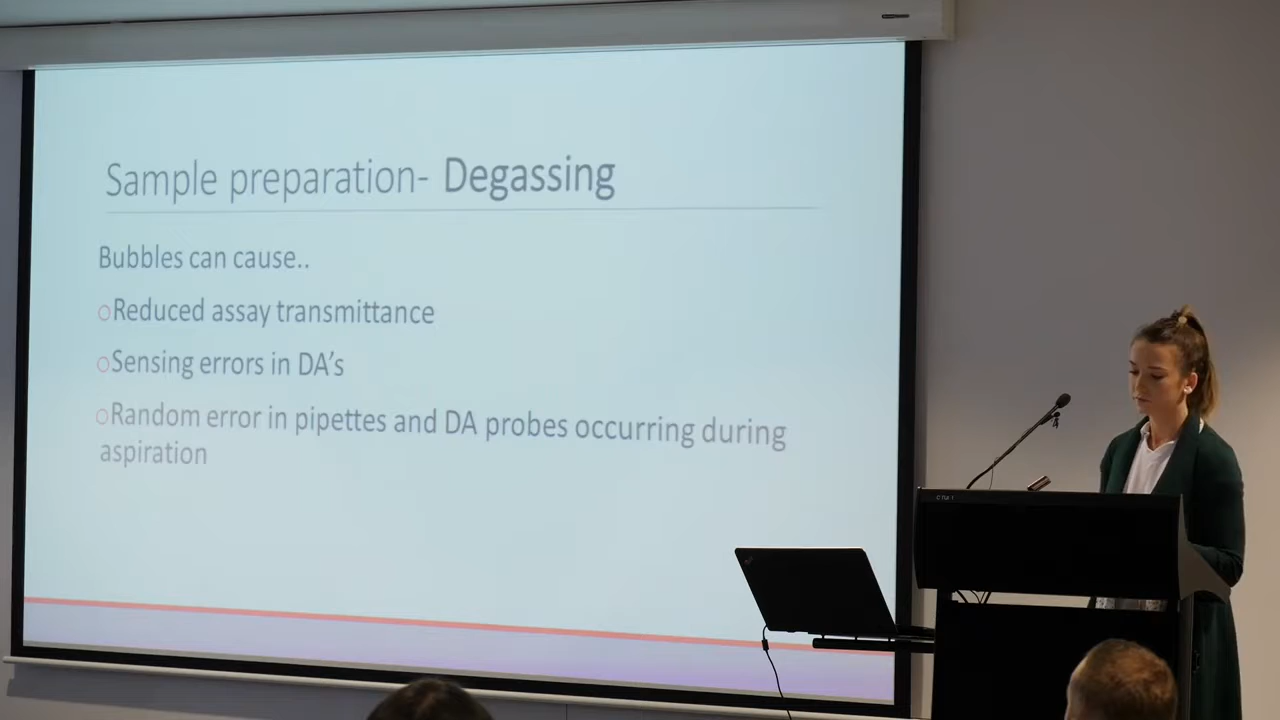 Sample preparation- Degassing
Bubbles can cause..
Reduced assay transmittance
Sensing errors in DA's
Random error in pipettes and DA probes occurring during
aspiration